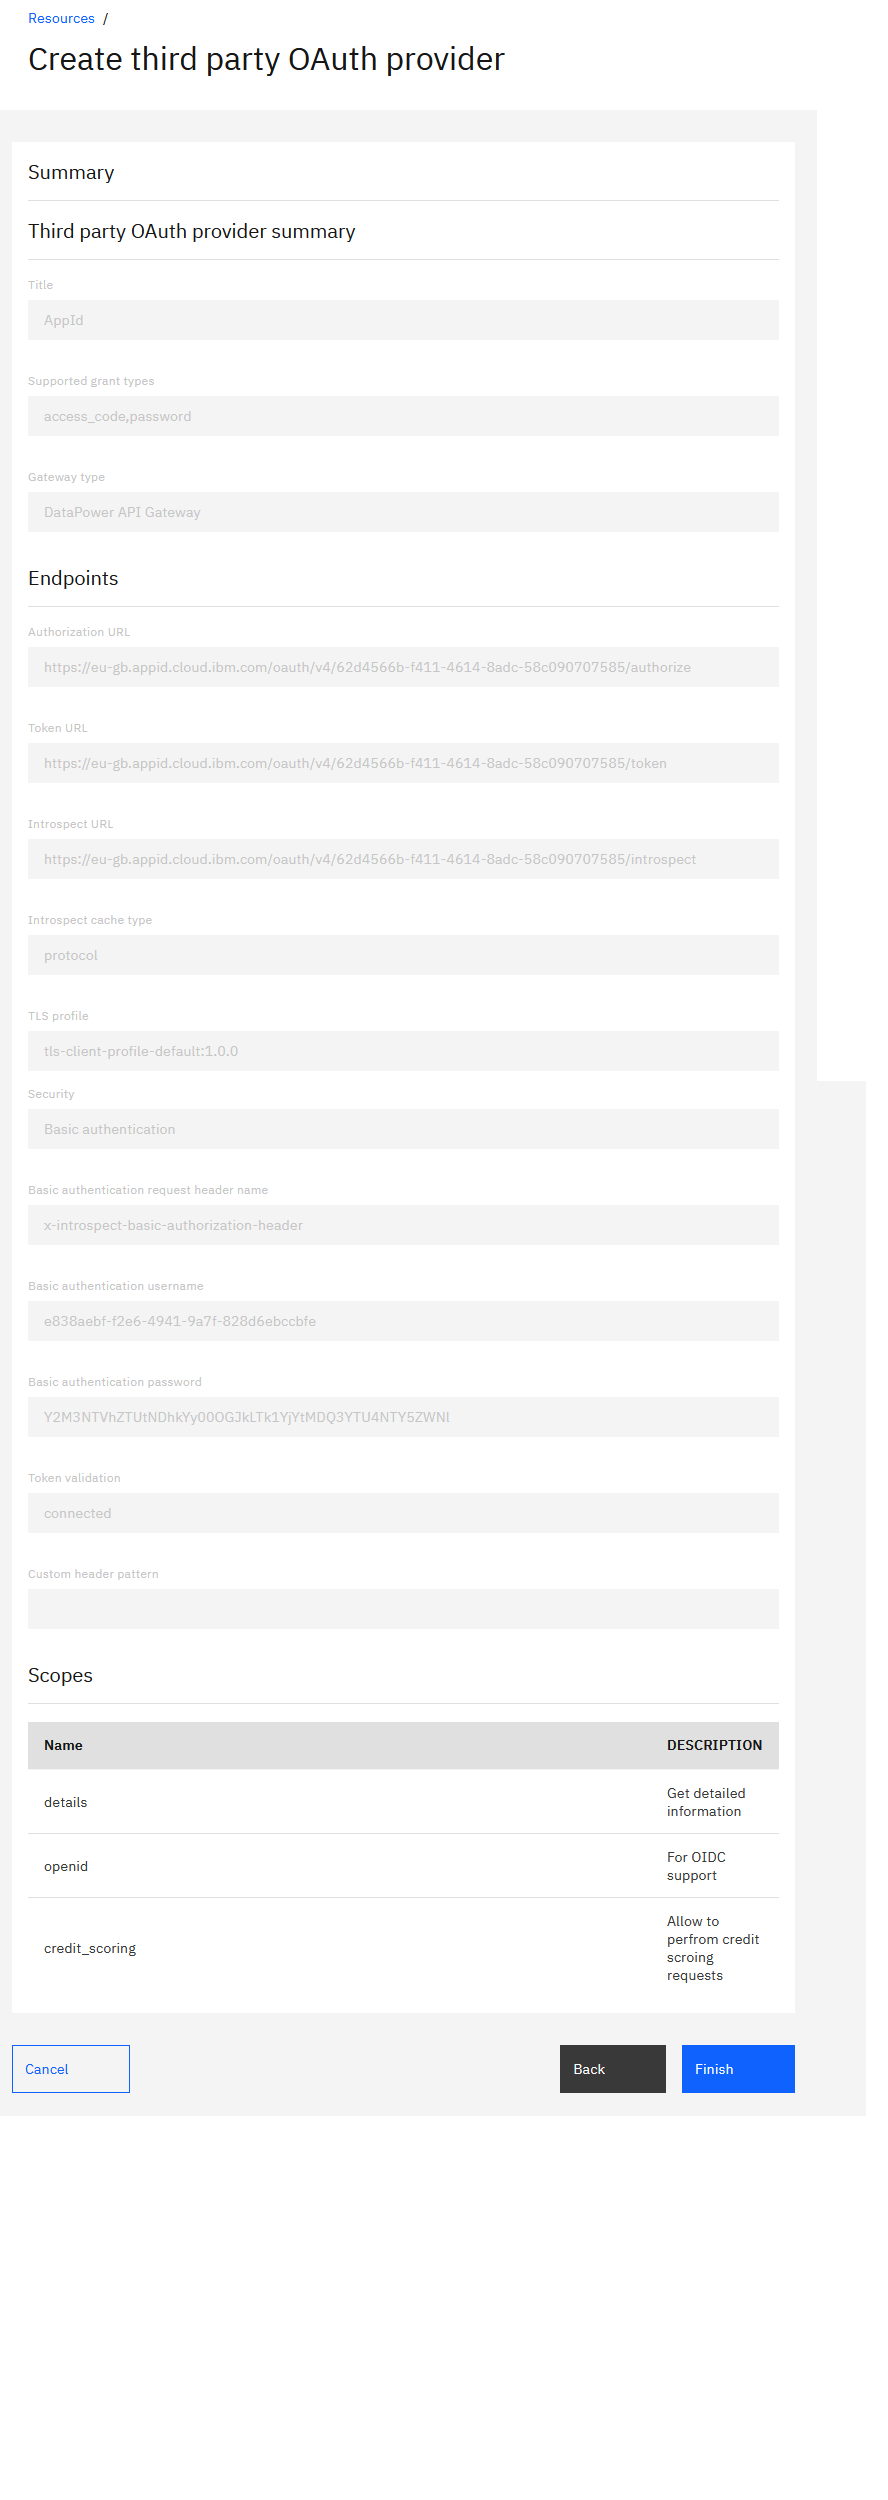 Resources /
Create third party OAuth provider
Summary
Third party OAuth provider summary
Title
AppId
Supported grant types
access_code,password
Gateway type
DataPower API Gateway
Endpoints
Authorization URL
https://eu-gb.appid.cloud.ibm.com/oauth/v4/62d4566b-f411-4614-8adc-58c090707585/authorize
Token URL
https://eu-gb.appid.cloud.ibm.com/oauth/v4/62d4566b-f411-4614-8adc-58c090707585/token
Introspect URL
https://eu-gb.appid.cloud.ibm.com/oauth/v4/62d4566b-f411-4614-8adc-58c090707585/introspect
Introspect cache type
protocol
TLS profile
tls-client-profile-default:1.0.0
Security
Basic authentication
Basic authentication request header name
x-introspect-basic-authorization-header
Basic authentication username
e838aebf-f2e6-4941-9a7f-828d6ebccbfe
Basic authentication password
Y2M3NTVhZTUtNDhkYy00OGJkLTk1YjYtMDQ3YTU4NTY5ZWNl
Token validation
connected
Custom header pattern
Scopes
Name DESCRIPTION
details Get detailed
information
openid For OIDC
support
credit_scoring Allow to
perfrom credit
scroing
requests
Cancel Back Finish